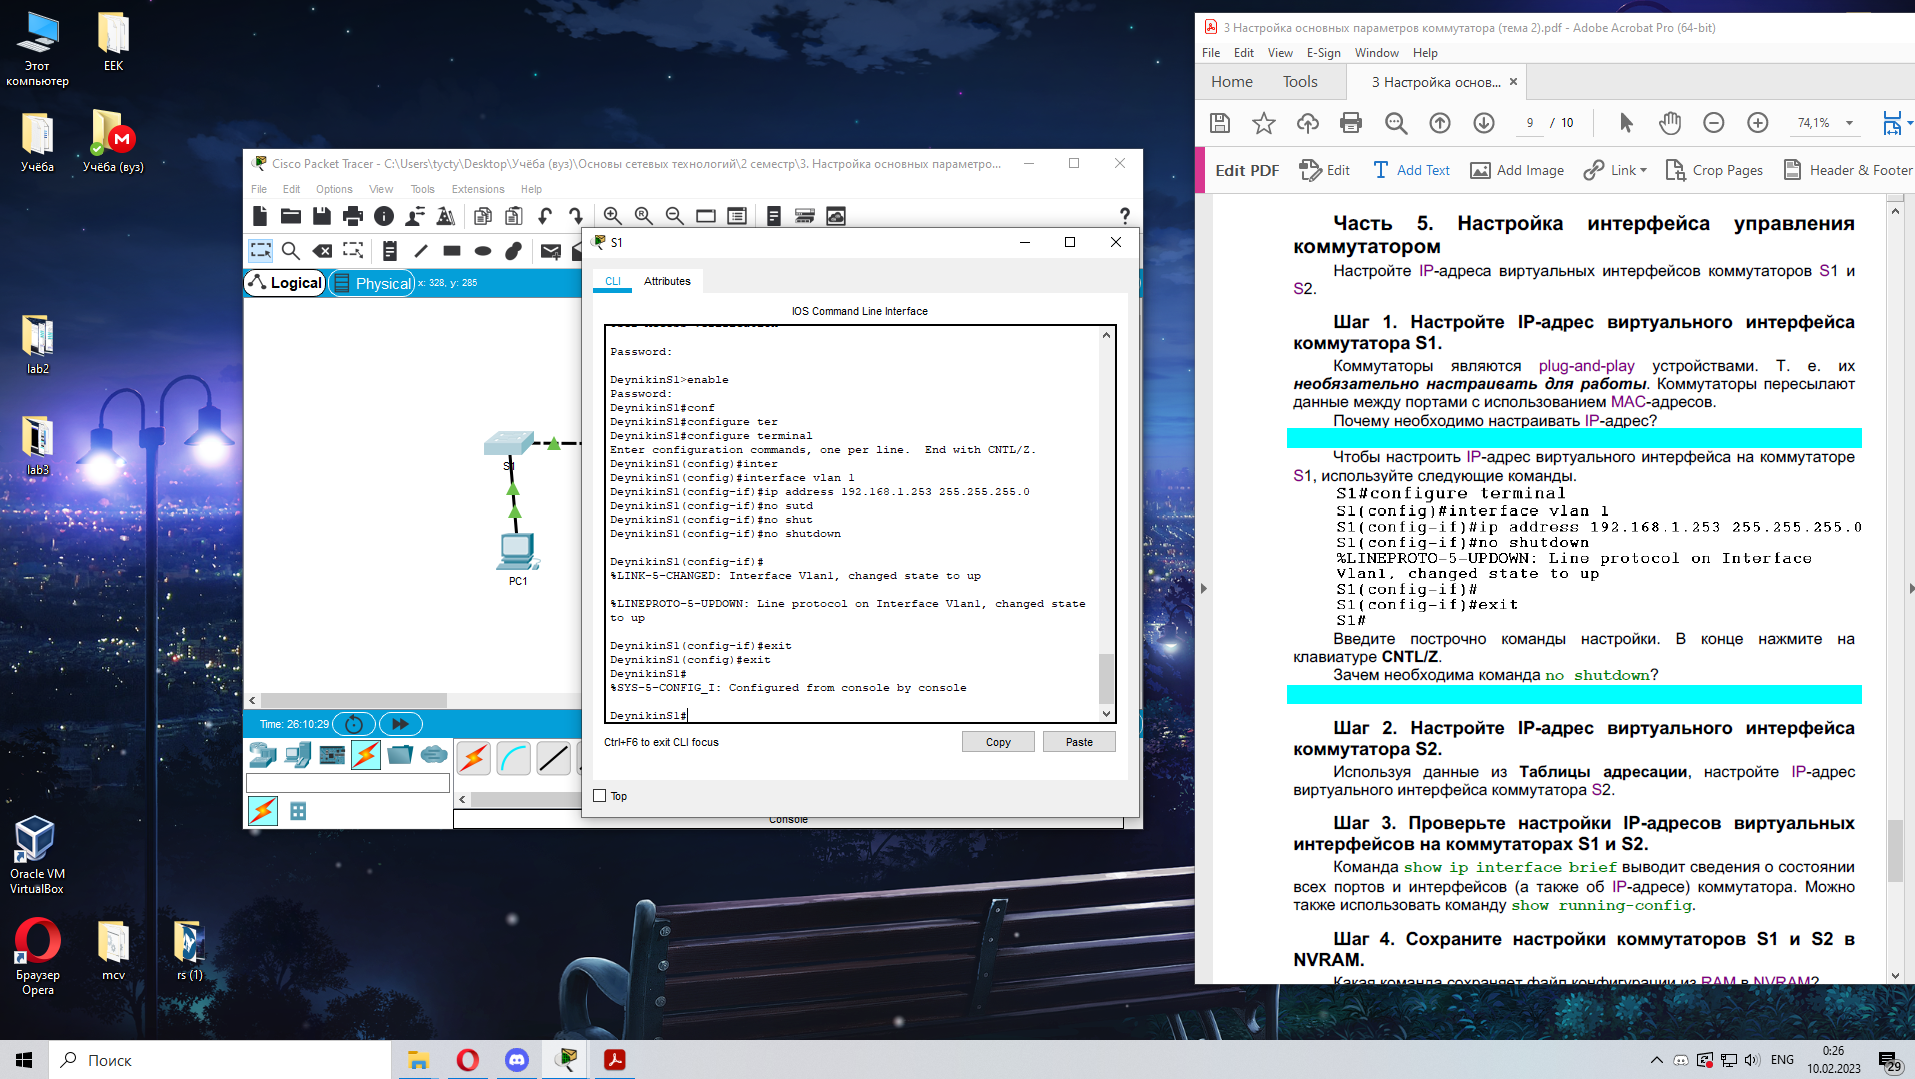 Этот компьютер
EEK
Учёба
Учёба (вуз)
lab2
lab3
Oracle VM VirtualBox
Браузер Opera
mcv
rs (1)
Cisco Packet Tracer - C:\Users\tycty\Desktop\Учёба (вуз)\Основы сетевых технологий\2 семестр\3. Настройка основных параметро...
File Edit Options View Tools Extensions Help
Logical Physical x: 328, y: 285
S1
PC1
Time: 26:10:29
Console
S1
CLI Attributes
IOS Command Line Interface
Password:
DeynikinS1>enable
Password:
DeynikinS1#conf
DeynikinS1#configure ter
DeynikinS1#configure terminal
Enter configuration commands, one per line. End with CNTL/Z.
DeynikinS1(config)#inter
DeynikinS1(config)#interface vlan 1
DeynikinS1(config-if)#ip address 192.168.1.253 255.255.255.0
DeynikinS1(config-if)#no sutd
DeynikinS1(config-if)#no shut
DeynikinS1(config-if)#no shutdown
DeynikinS1(config-if)#
%LINK-5-CHANGED: Interface Vlan1, changed state to up
%LINEPROTO-5-UPDOWN: Line protocol on Interface Vlan1, changed state
to up
DeynikinS1(config-if)#exit
DeynikinS1(config)#exit
DeynikinS1#
%SYS-5-CONFIG_I: Configured from console by console
DeynikinS1#
Ctrl+F6 to exit CLI focus
Copy Paste
Top
3 Настройка основных параметров коммутатора (тема 2).pdf - Adobe Acrobat Pro (64-bit)
File Edit View E-Sign Window Help
Home Tools 3 Настройка основ... ×
9 / 10 74,1%
Edit PDF Edit Add Text Add Image Link Crop Pages Header & Footer
Часть 5. Настройка интерфейса управления
коммутатором
Настройте IP-адреса виртуальных интерфейсов коммутаторов S1 и
S2.
Шаг 1. Настройте IP-адрес виртуального интерфейса
коммутатора S1.
Коммутаторы являются plug-and-play устройствами. Т. е. их
необязательно настраивать для работы. Коммутаторы пересылают
данные между портами с использованием MAC-адресов.
Почему необходимо настраивать IP-адрес?
Чтобы настроить IP-адрес виртуального интерфейса на коммутаторе
S1, используйте следующие команды.
S1#configure terminal
S1(config)#interface vlan 1
S1(config-if)#ip address 192.168.1.253 255.255.255.0
S1(config-if)#no shutdown
%LINEPROTO-5-UPDOWN: Line protocol on Interface
Vlan1, changed state to up
S1(config-if)#
S1(config-if)#exit
S1#
Введите построчно команды настройки. В конце нажмите на
клавиатуре CNTL/Z.
Зачем необходима команда no shutdown?
Шаг 2. Настройте IP-адрес виртуального интерфейса
коммутатора S2.
Используя данные из Таблицы адресации, настройте IP-адрес
виртуального интерфейса коммутатора S2.
Шаг 3. Проверьте настройки IP-адресов виртуальных
интерфейсов на коммутаторах S1 и S2.
Команда show ip interface brief выводит сведения о состоянии
всех портов и интерфейсов (а также об IP-адресе) коммутатора. Можно
также использовать команду show running-config.
Шаг 4. Сохраните настройки коммутаторов S1 и S2 в
NVRAM.
Какая команда сохраняет файл конфигурации из RAM в NVRAM?
Поиск
ENG
0:26
10.02.2023
29